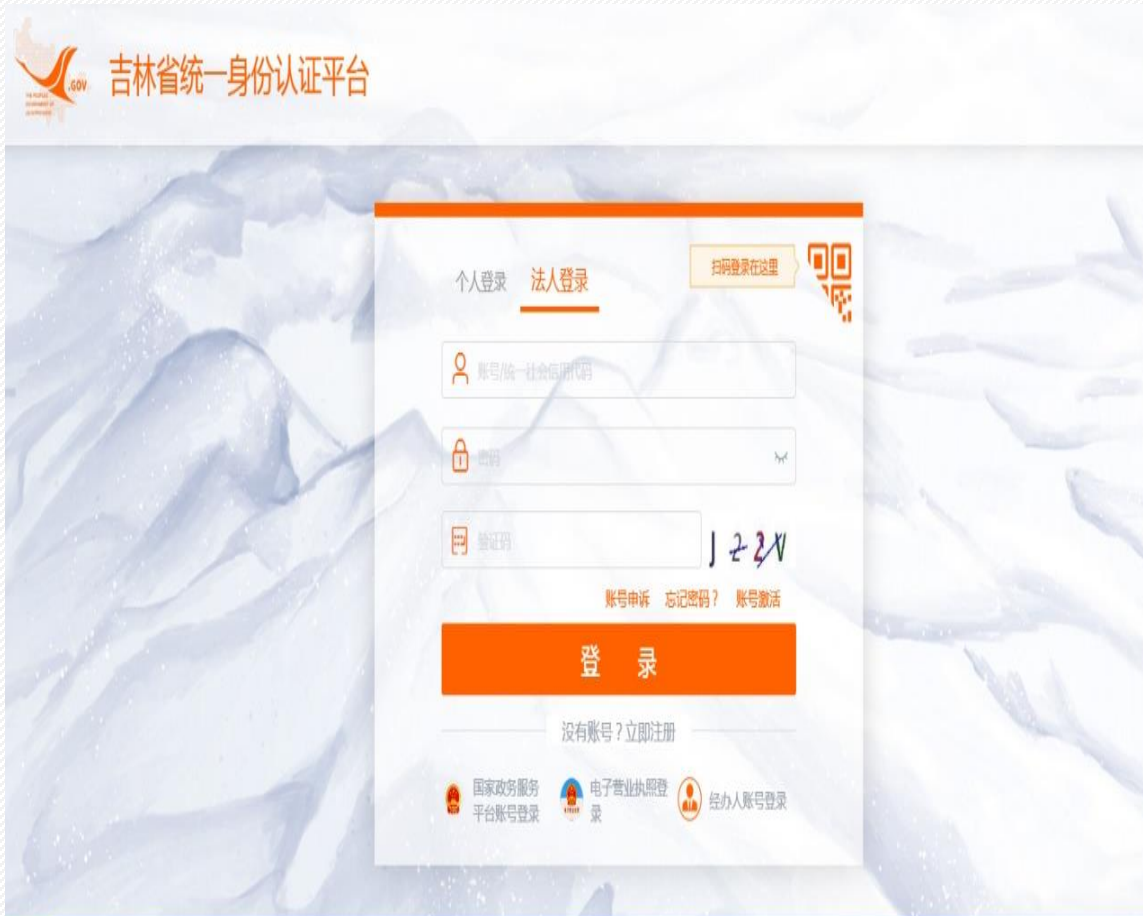 .GOV
吉林省统一身份认证平台
个人登录 法人登录
扫码登录在这里
账号/统一社会信用代码
密码
验证码
J z 2 V
账号申诉 忘记密码？ 账号激活
登 录
没有账号？立即注册
国家政务服务
平台账号登录
电子营业执照登
录
经办人账号登录